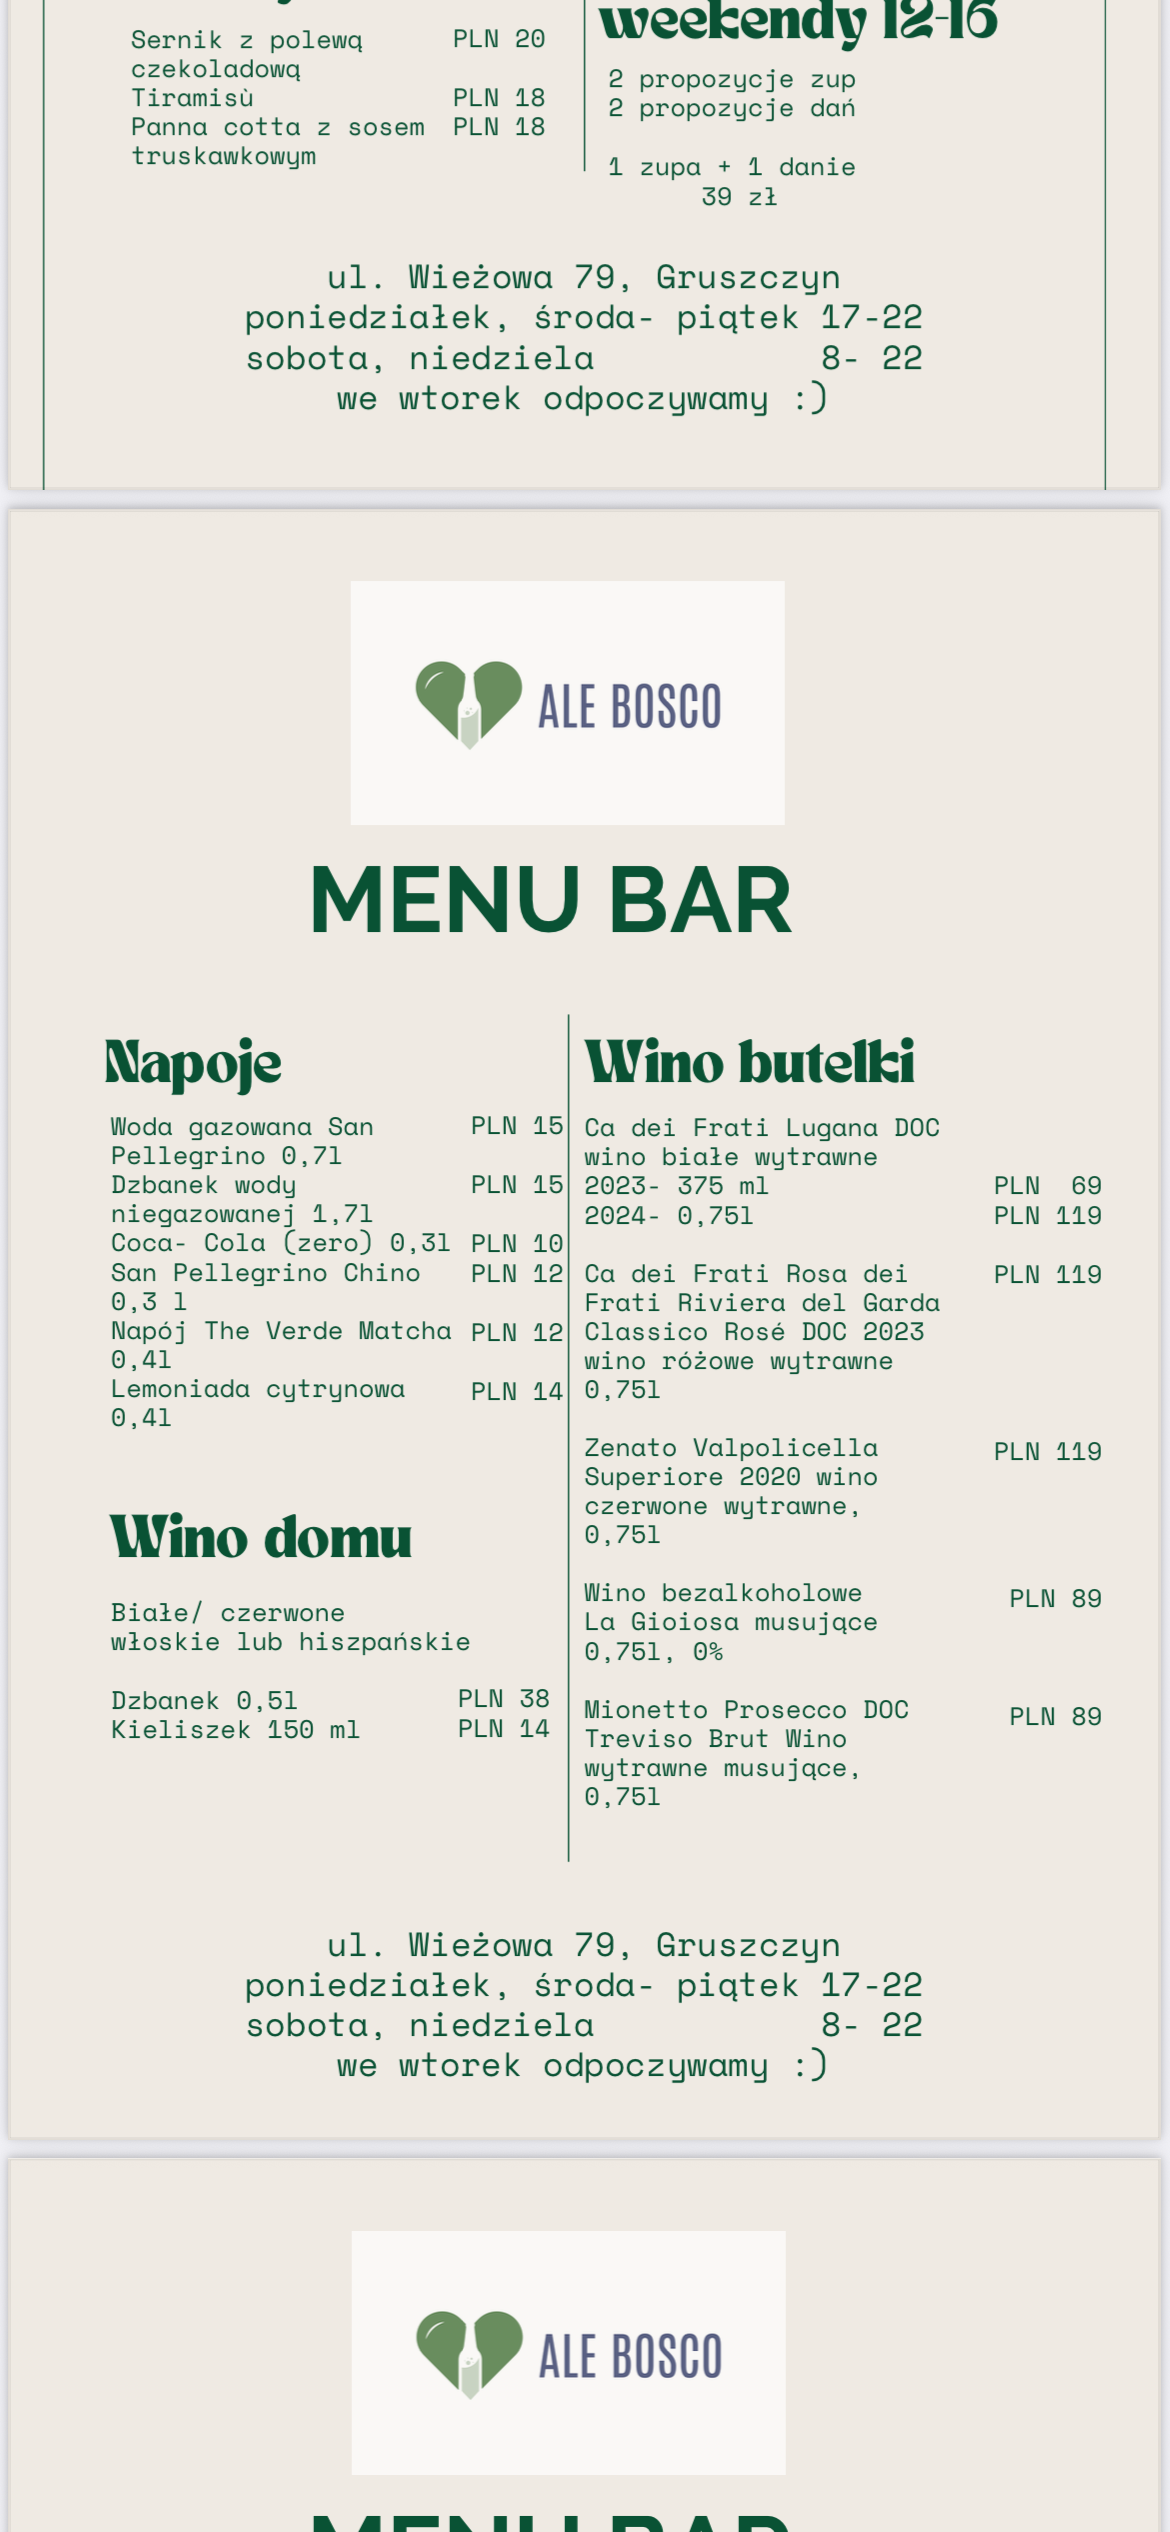 Sernik z polewą PLN 20
czekoladową
Tiramisù PLN 18
Panna cotta z sosem PLN 18
truskawkowym
weekendy 12-16
2 propozycje zup
2 propozycje dań
1 zupa + 1 danie
39 zł
ul. Wieżowa 79, Gruszczyn
poniedziałek, środa- piątek 17-22
sobota, niedziela 8- 22
we wtorek odpoczywamy :)
ALE BOSCO
MENU BAR
Napoje
Woda gazowana San PLN 15
Pellegrino 0,7l
Dzbanek wody PLN 15
niegazowanej 1,7l
Coca- Cola (zero) 0,3l PLN 10
San Pellegrino Chino PLN 12
0,3 l
Napój The Verde Matcha PLN 12
0,4l
Lemoniada cytrynowa PLN 14
0,4l
Wino domu
Białe/ czerwone
włoskie lub hiszpańskie
Dzbanek 0,5l PLN 38
Kieliszek 150 ml PLN 14
Wino butelki
Ca dei Frati Lugana DOC
wino białe wytrawne
2023- 375 ml PLN 69
2024- 0,75l PLN 119
Ca dei Frati Rosa dei PLN 119
Frati Riviera del Garda
Classico Rosé DOC 2023
wino różowe wytrawne
0,75l
Zenato Valpolicella PLN 119
Superiore 2020 wino
czerwone wytrawne,
0,75l
Wino bezalkoholowe PLN 89
La Gioiosa musujące
0,75l, 0%
Mionetto Prosecco DOC PLN 89
Treviso Brut Wino
wytrawne musujące,
0,75l
ul. Wieżowa 79, Gruszczyn
poniedziałek, środa- piątek 17-22
sobota, niedziela 8- 22
we wtorek odpoczywamy :)
ALE BOSCO
MENU BAR